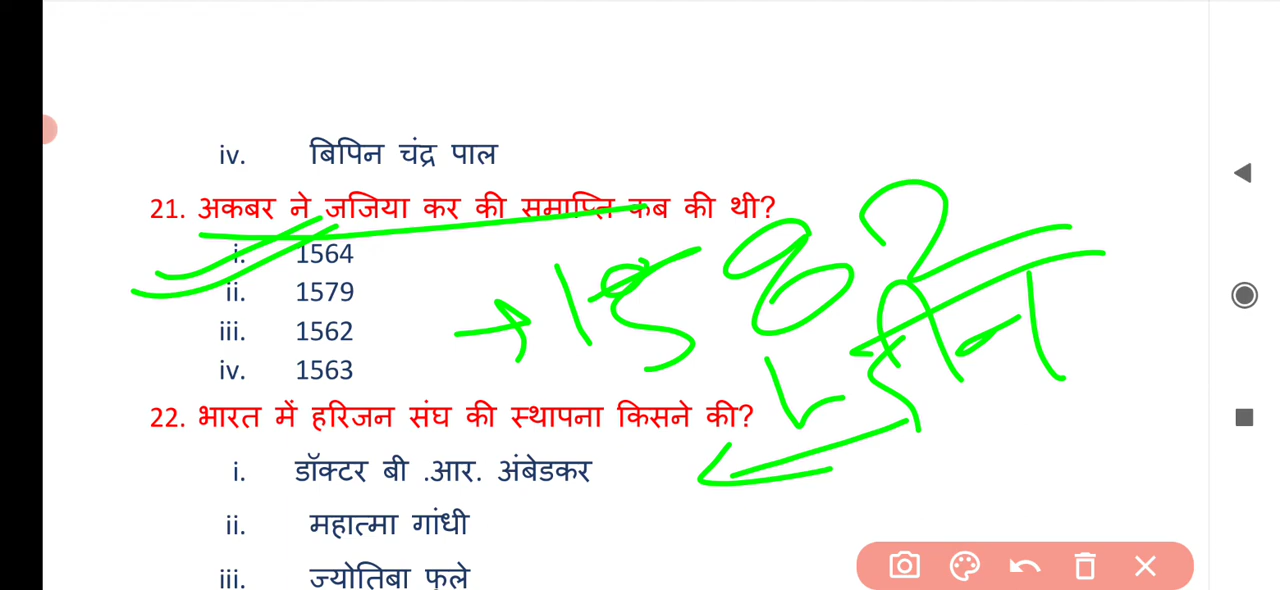 iv. बिपिन चंद्र पाल
21. अकबर ने जजिया कर की समाप्ति कब की थी?
i. 1564
ii. 1579
iii. 1562
iv. 1563
1582
22. भारत में हरिजन संघ की स्थापना किसने की?
i. डॉक्टर बी .आर. अंबेडकर
ii. महात्मा गांधी
iii. ज्योतिबा फुले